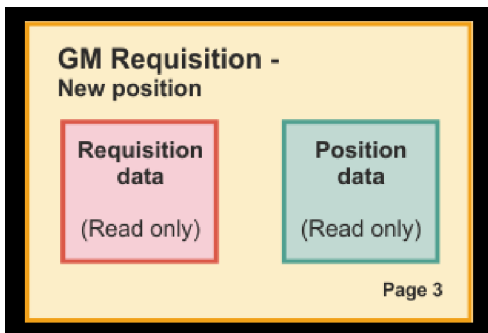 GM Requisition -
New position
Requisition
data
(Read only)
Position
data
(Read only)
Page 3